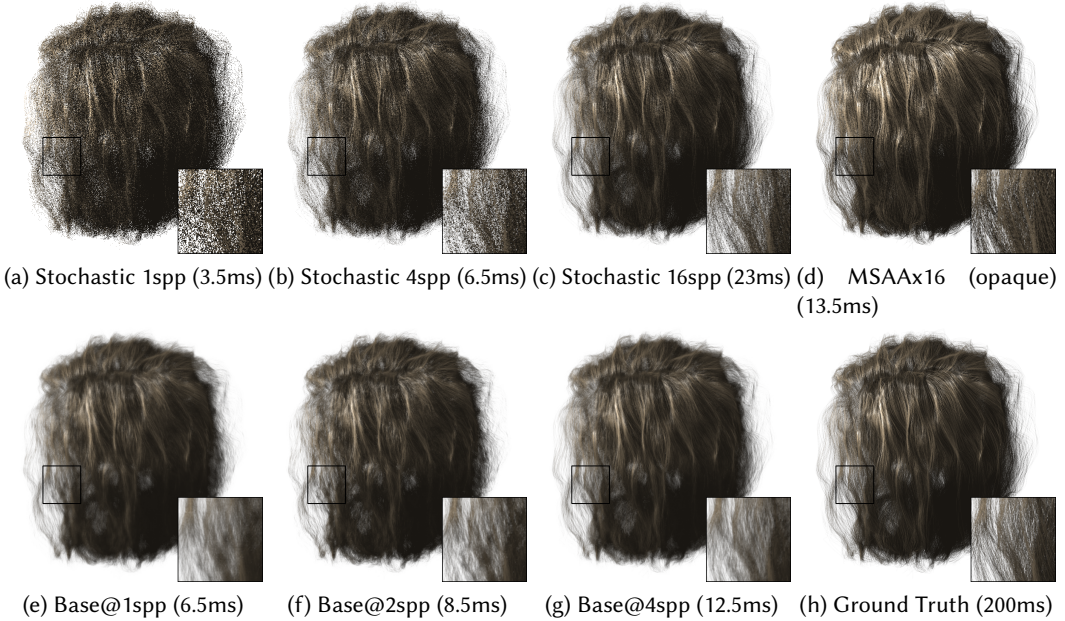 (a) Stochastic 1spp (3.5ms)
(b) Stochastic 4spp (6.5ms)
(c) Stochastic 16spp (23ms)
(d) MSAAx16 (opaque)
(13.5ms)
(e) Base@1spp (6.5ms)
(f) Base@2spp (8.5ms)
(g) Base@4spp (12.5ms)
(h) Ground Truth (200ms)